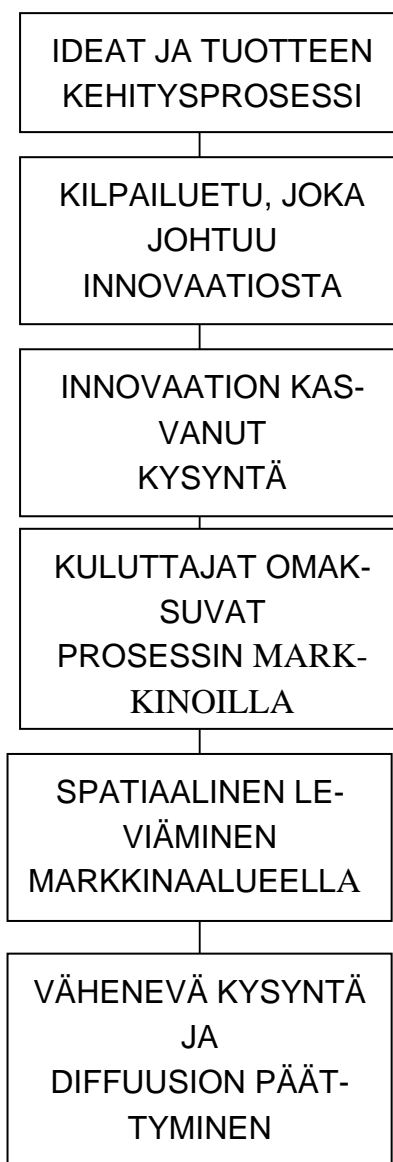 IDEAT JA TUOTTEEN
KEHITYSPROSESSI
KILPAILUETU, JOKA
JOHTUU
INNOVAATIOSTA
INNOVAATION KAS-
VANUT
KYSYNTÄ
KULUTTAJAT OMAK-
SUVAT
PROSESSIN MARK-
KINOILLA
SPATIAALINEN LE-
VIÄMINEN
MARKKINAALUEELLA
VÄHENEVÄ KYSYNTÄ
JA
DIFFUUSION PÄÄT-
TYMINEN